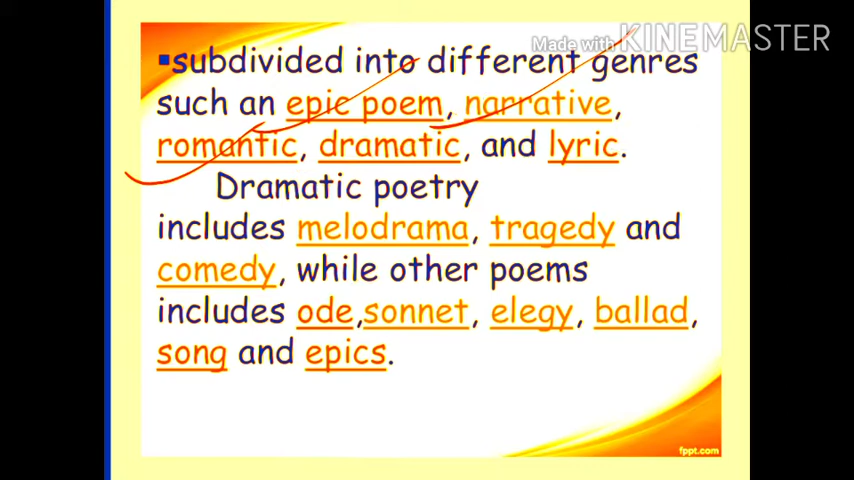 Made with KINEMASTER
▪subdivided into different genres
such an epic poem, narrative,
romantic, dramatic, and lyric.
Dramatic poetry
includes melodrama, tragedy and
comedy, while other poems
includes ode,sonnet, elegy, ballad,
song and epics.
fppt.com